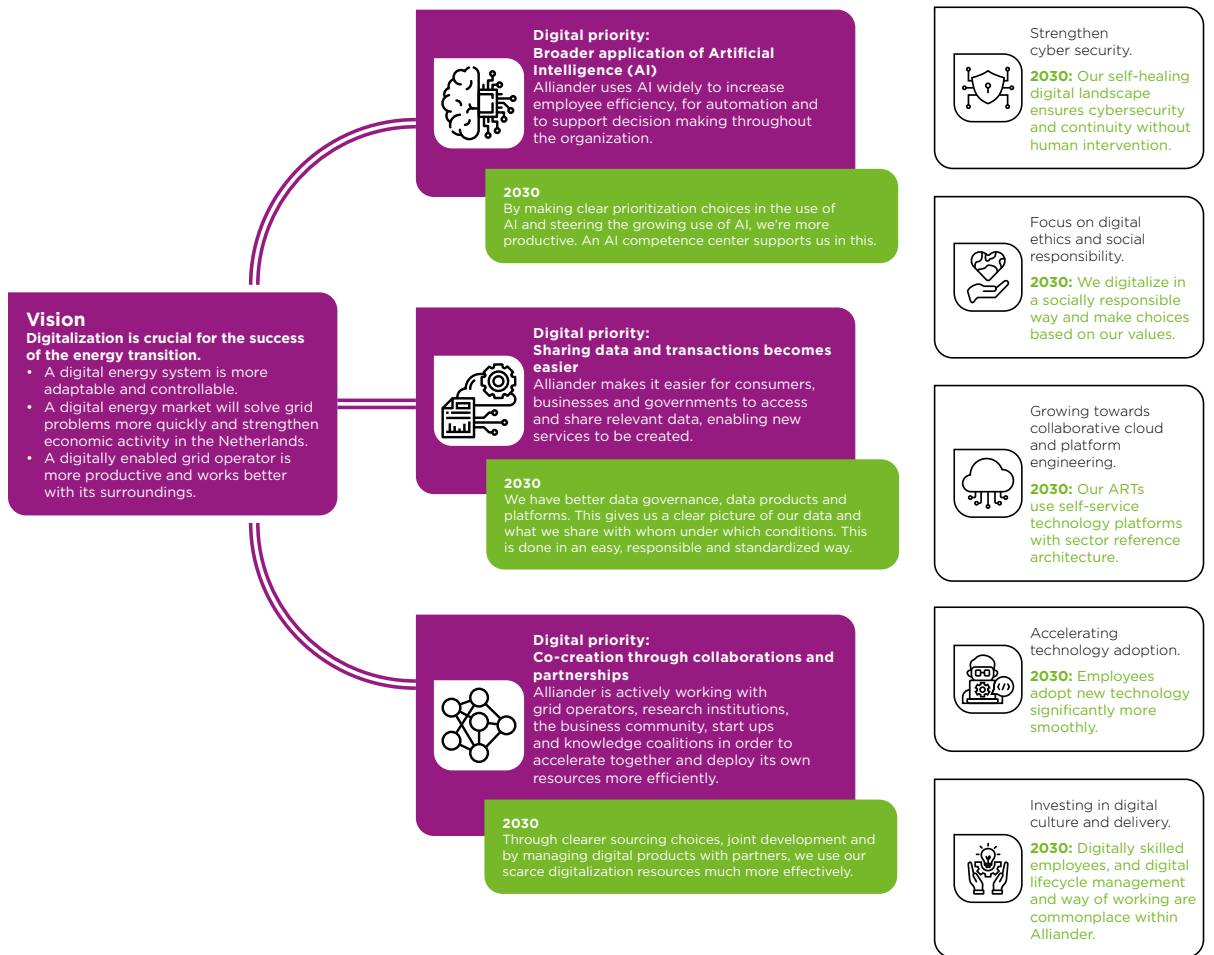 Vision
Digitalization is crucial for the success
of the energy transition.
• A digital energy system is more
adaptable and controllable.
• A digital energy market will solve grid
problems more quickly and strengthen
economic activity in the Netherlands.
• A digitally enabled grid operator is
more productive and works better
with its surroundings.
Digital priority:
Broader application of Artificial
Intelligence (AI)
Alliander uses AI widely to increase
employee efficiency, for automation and
to support decision making throughout
the organization.
2030
By making clear prioritization choices in the use of
AI and steering the growing use of AI, we're more
productive. An AI competence center supports us in this.
Digital priority:
Sharing data and transactions becomes
easier
Alliander makes it easier for consumers,
businesses and governments to access
and share relevant data, enabling new
services to be created.
2030
We have better data governance, data products and
platforms. This gives us a clear picture of our data and
what we share with whom under which conditions. This
is done in an easy, responsible and standardized way.
Digital priority:
Co-creation through collaborations and
partnerships
Alliander is actively working with
grid operators, research institutions,
the business community, start ups
and knowledge coalitions in order to
accelerate together and deploy its own
resources more efficiently.
2030
Through clearer sourcing choices, joint development and
by managing digital products with partners, we use our
scarce digitalization resources much more effectively.
Strengthen
cyber security.
2030: Our self-healing
digital landscape
ensures cybersecurity
and continuity without
human intervention.
Focus on digital
ethics and social
responsibility.
2030: We digitalize in
a socially responsible
way and make choices
based on our values.
Growing towards
collaborative cloud
and platform
engineering.
2030: Our ARTs
use self-service
technology platforms
with sector reference
architecture.
Accelerating
technology adoption.
2030: Employees
adopt new technology
significantly more
smoothly.
Investing in digital
culture and delivery.
2030: Digitally skilled
employees, and digital
lifecycle management
and way of working are
commonplace within
Alliander.